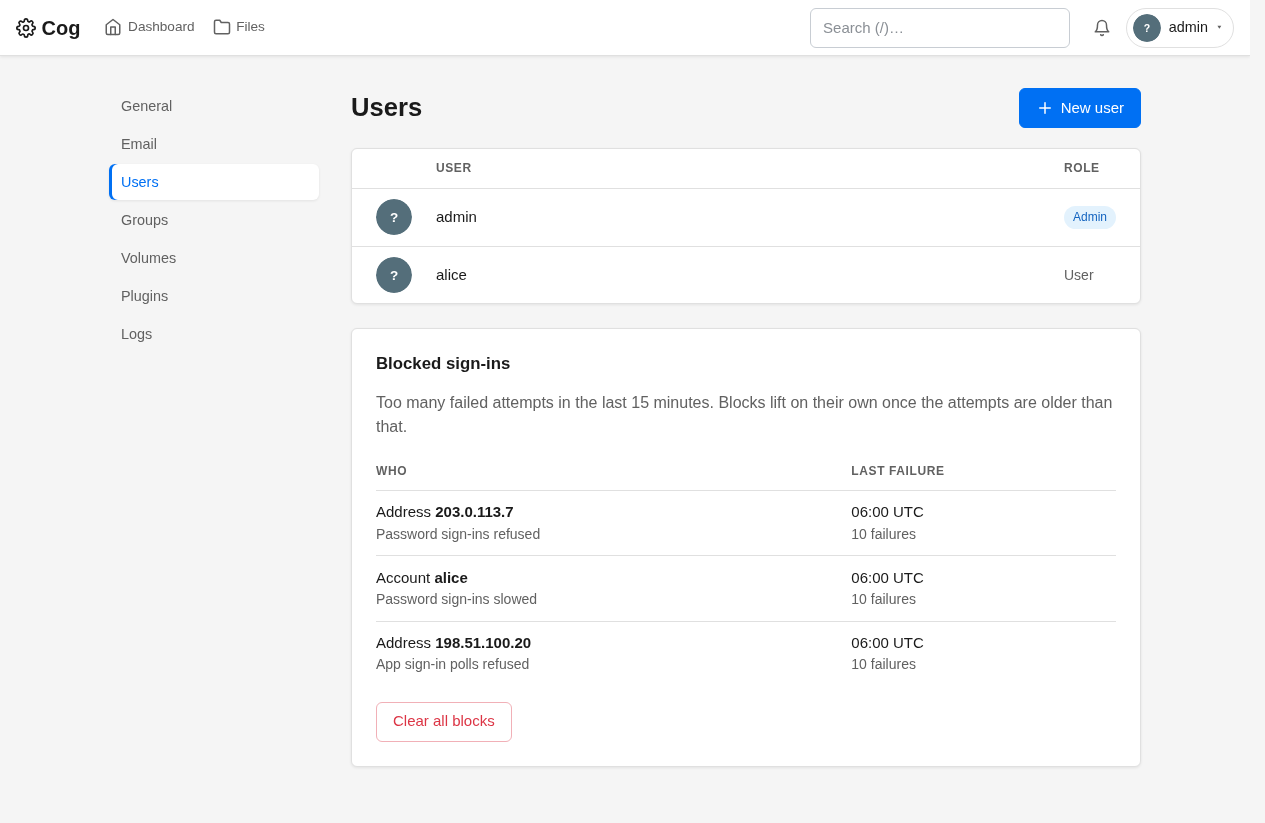 Cog
Dashboard
Files
Search (/)…
?
admin
General
Email
Users
Groups
Volumes
Plugins
Logs
Users
New user
USER ROLE
? admin Admin
? alice User
Blocked sign-ins
Too many failed attempts in the last 15 minutes. Blocks lift on their own once the attempts are older than
that.
WHO LAST FAILURE
Address 203.0.113.7 06:00 UTC
Password sign-ins refused 10 failures
Account alice 06:00 UTC
Password sign-ins slowed 10 failures
Address 198.51.100.20 06:00 UTC
App sign-in polls refused 10 failures
Clear all blocks